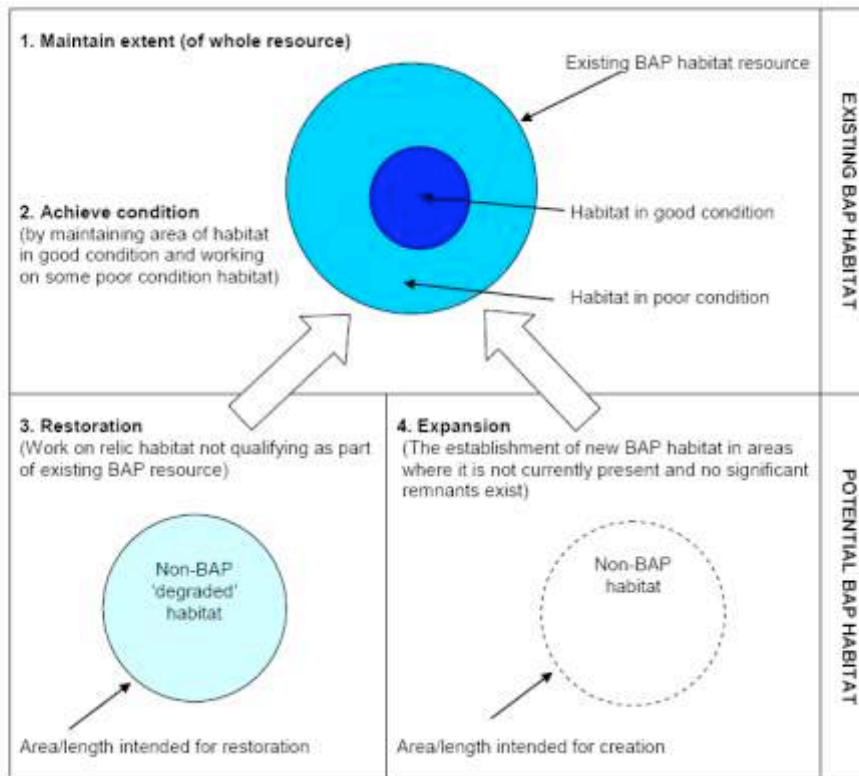 1. Maintain extent (of whole resource)
Existing BAP habitat resource
2. Achieve condition
(by maintaining area of habitat
in good condition and working
on some poor condition habitat)
Habitat in good condition
Habitat in poor condition
EXISTING BAP HABITAT
3. Restoration
(Work on relic habitat not qualifying as part
of existing BAP resource)
Non-BAP
'degraded'
habitat
Area/length intended for restoration
4. Expansion
(The establishment of new BAP habitat in areas
where it is not currently present and no significant
remnants exist)
Non-BAP
habitat
Area/length intended for creation
POTENTIAL BAP HABITAT